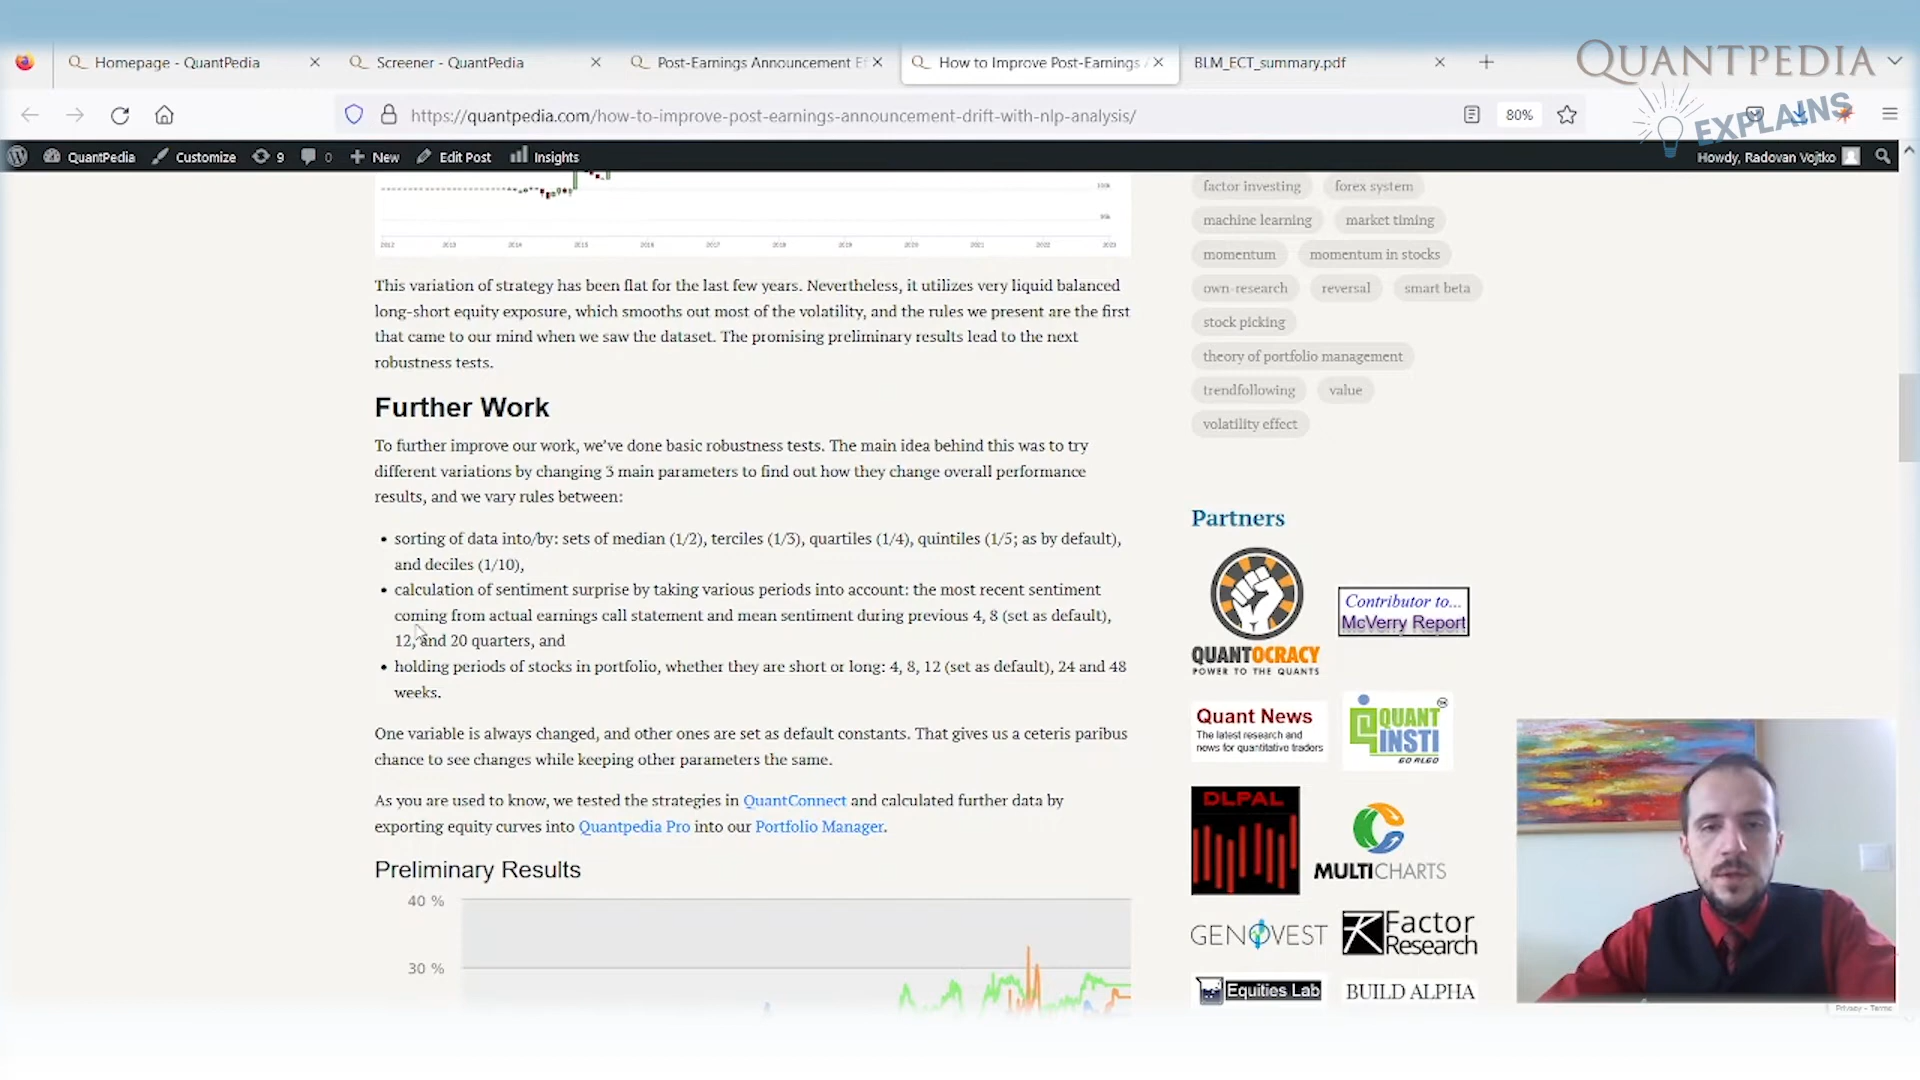 QUANTPEDIA
EXPLAINS
Homepage - QuantPedia
Screener - QuantPedia
Post-Earnings Announcement Ef
How to Improve Post-Earnings A
BLM_ECT_summary.pdf
https://quantpedia.com/how-to-improve-post-earnings-announcement-drift-with-nlp-analysis/
80%
QuantPedia Customize 9 0 New Edit Post Insights
Howdy, Radovan Vojtko
2012 2013 2014 2015 2016 2017 2018 2019 2020 2021 2022 2023
This variation of strategy has been flat for the last few years. Nevertheless, it utilizes very liquid balanced
long-short equity exposure, which smooths out most of the volatility, and the rules we present are the first
that came to our mind when we saw the dataset. The promising preliminary results lead to the next
robustness tests.
Further Work
To further improve our work, we've done basic robustness tests. The main idea behind this was to try
different variations by changing 3 main parameters to find out how they change overall performance
results, and we vary rules between:
• sorting of data into/by: sets of median (1/2), terciles (1/3), quartiles (1/4), quintiles (1/5; as by default),
and deciles (1/10),
• calculation of sentiment surprise by taking various periods into account: the most recent sentiment
coming from actual earnings call statement and mean sentiment during previous 4, 8 (set as default),
12, and 20 quarters, and
• holding periods of stocks in portfolio, whether they are short or long: 4, 8, 12 (set as default), 24 and 48
weeks.
One variable is always changed, and other ones are set as default constants. That gives us a ceteris paribus
chance to see changes while keeping other parameters the same.
As you are used to know, we tested the strategies in QuantConnect and calculated further data by
exporting equity curves into Quantpedia Pro into our Portfolio Manager.
Preliminary Results
40 %
30 %
factor investing forex system
machine learning market timing
momentum momentum in stocks
own-research reversal smart beta
stock picking
theory of portfolio management
trendfollowing value
volatility effect
Partners
QUANTOCRACY
POWER TO THE QUANTS
Contributor to...
McVerry Report
Quant News
The latest research and
news for quantitative traders
QUANT
INSTI
GO ALGO
DLPAL
MULTICHARTS
GENOVEST
Factor
Research
Equities Lab
BUILD ALPHA
Privacy - Terms